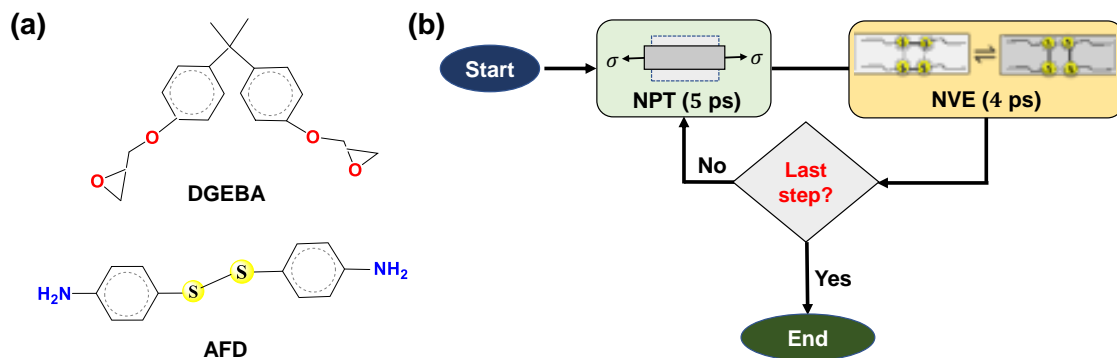 (a)
O
O
O
O
DGEBA
S
S
H₂N
NH₂
AFD
(b)
Start
σ
σ
NPT (5 ps)
NVE (4 ps)
No
Last
step?
Yes
End